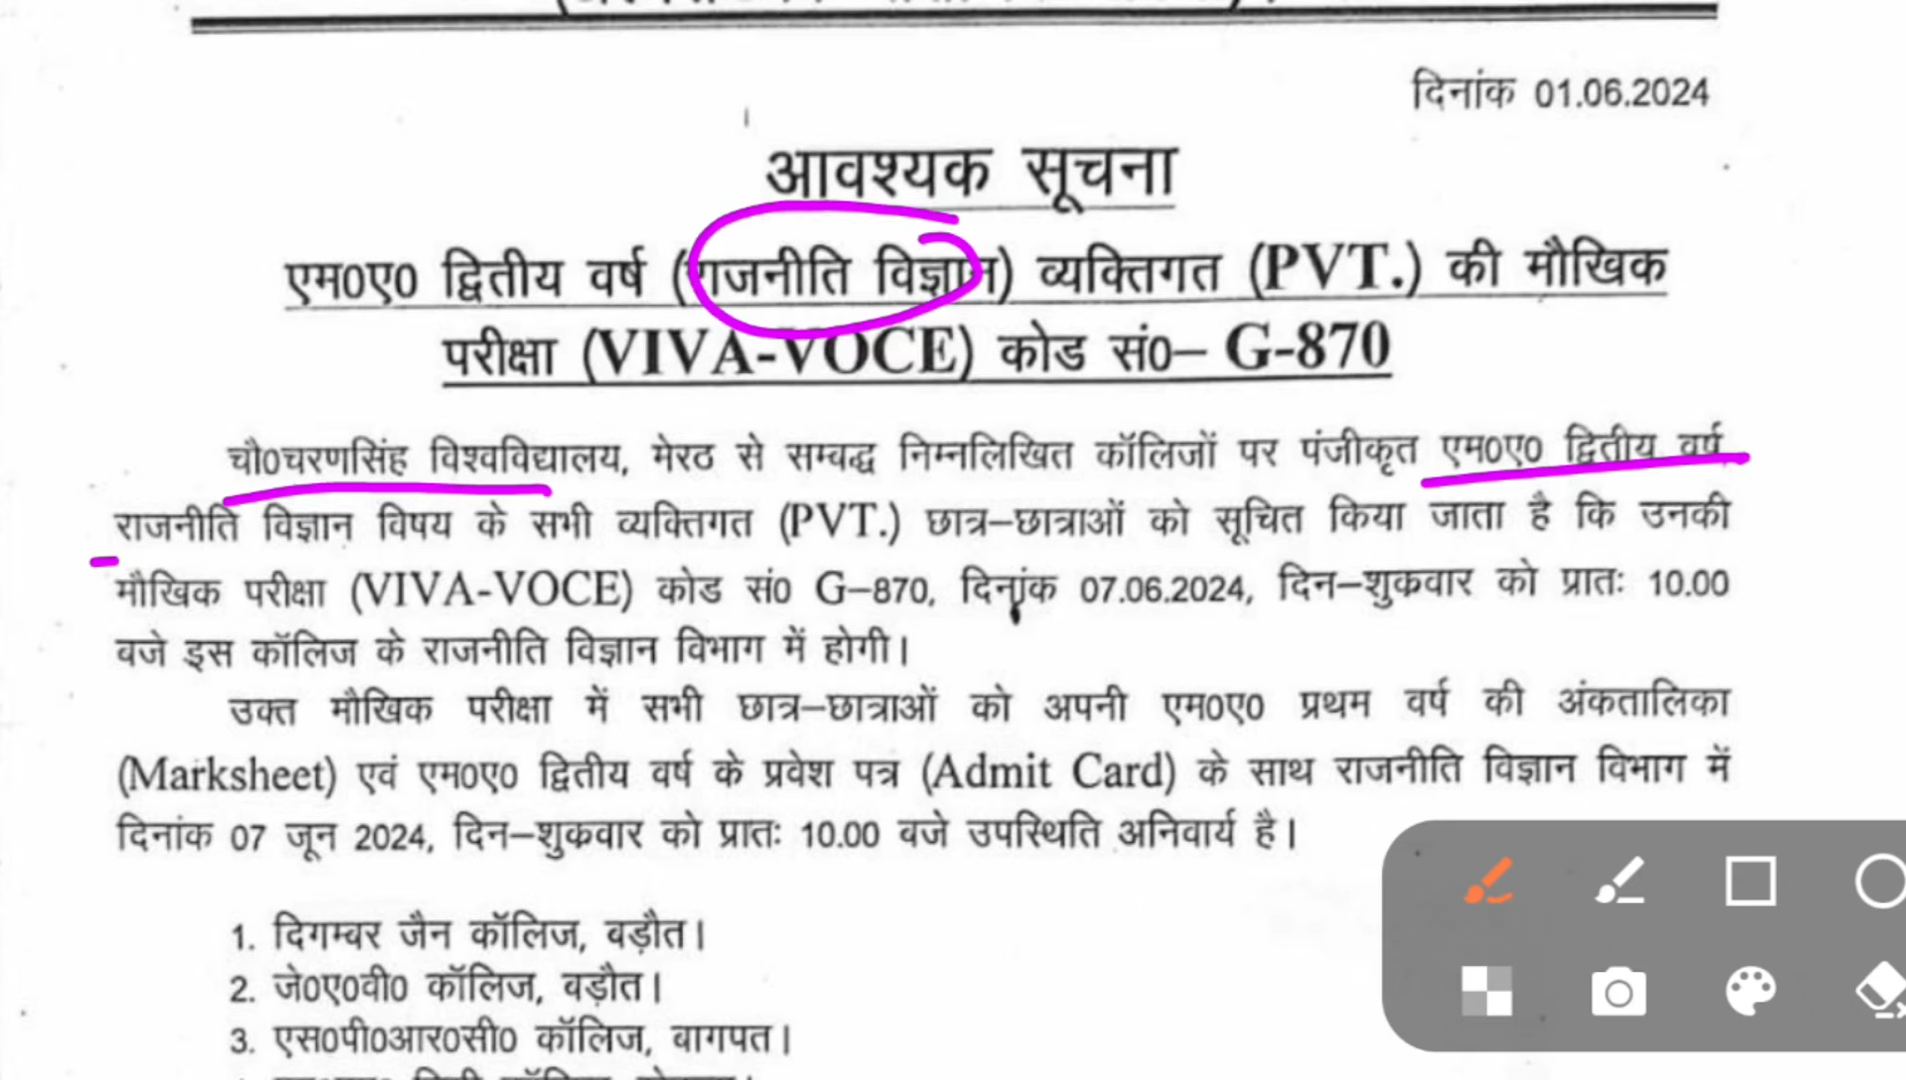 दिनांक 01.06.2024
आवश्यक सूचना
एम0ए0 द्वितीय वर्ष (राजनीति विज्ञान) व्यक्तिगत (PVT.) की मौखिक
परीक्षा (VIVA-VOCE) कोड सं0– G-870
चौ0चरणसिंह विश्वविद्यालय, मेरठ से सम्बद्ध निम्नलिखित कॉलिजों पर पंजीकृत एम0ए0 द्वितीय वर्ष
राजनीति विज्ञान विषय के सभी व्यक्तिगत (PVT.) छात्र–छात्राओं को सूचित किया जाता है कि उनकी
मौखिक परीक्षा (VIVA-VOCE) कोड सं0 G–870, दिनांक 07.06.2024, दिन–शुकवार को प्रातः 10.00
बजे इस कॉलिज के राजनीति विज्ञान विभाग में होगी।
उक्त मौखिक परीक्षा में सभी छात्र–छात्राओं को अपनी एम0ए0 प्रथम वर्ष की अंकतालिका
(Marksheet) एवं एम0ए0 द्वितीय वर्ष के प्रवेश पत्र (Admit Card) के साथ राजनीति विज्ञान विभाग में
दिनांक 07 जून 2024, दिन–शुकवार को प्रातः 10.00 बजे उपस्थिति अनिवार्य है।
1. दिगम्बर जैन कॉलिज, बड़ौत।
2. जे0ए0वी0 कॉलिज, बड़ौत।
3. एस0पी0आर0सी0 कॉलिज, बागपत।